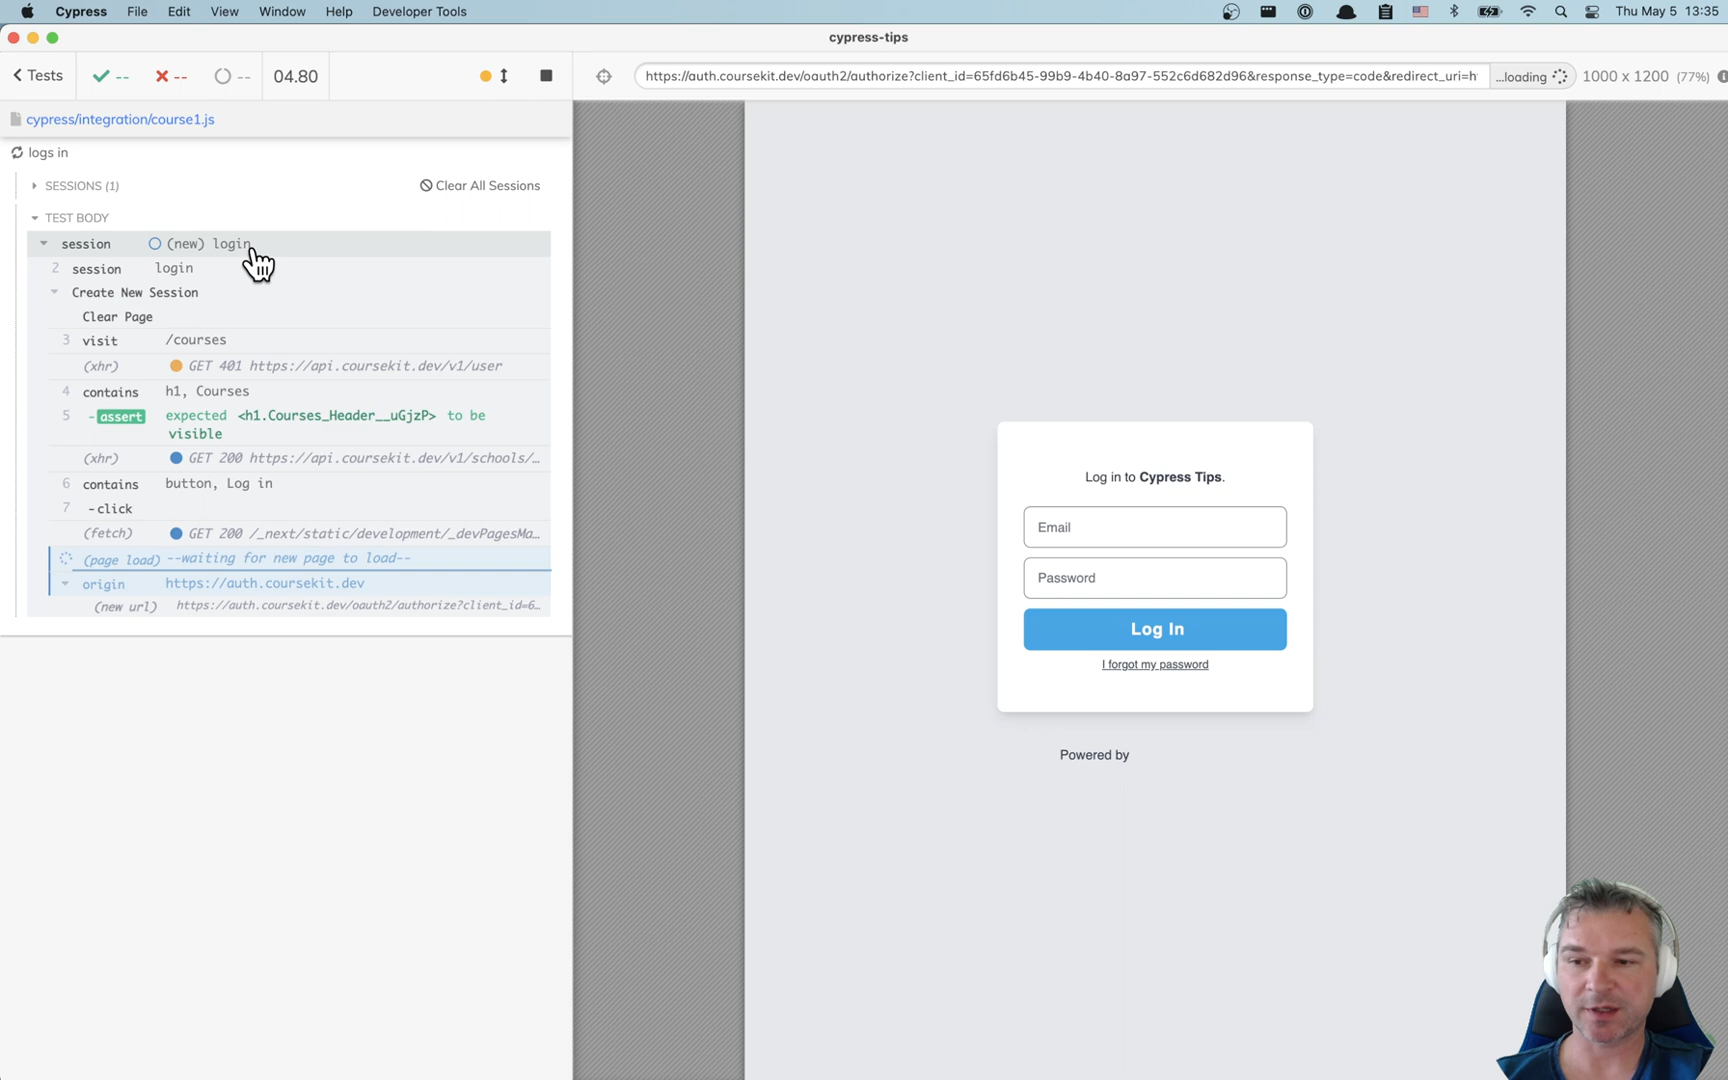 Cypress File Edit View Window Help Developer Tools Thu May 5 13:35
cypress-tips
Tests -- -- -- 04.80 https://auth.coursekit.dev/oauth2/authorize?client_id=65fd6b45-99b9-4b40-8a97-552c6d682d96&response_type=code&redirect_uri=h ...loading 1000 x 1200 (77%)
cypress/integration/course1.js
logs in
SESSIONS (1) Clear All Sessions
TEST BODY
session (new) login
2 session login
Create New Session
Clear Page
3 visit /courses
(xhr) GET 401 https://api.coursekit.dev/v1/user
4 contains h1, Courses
5 -assert expected <h1.Courses_Header__uGjzP> to be
visible
(xhr) GET 200 https://api.coursekit.dev/v1/schools/…
6 contains button, Log in
7 -click
(fetch) GET 200 /_next/static/development/_devPagesMa…
(page load) --waiting for new page to load--
origin https://auth.coursekit.dev
(new url) https://auth.coursekit.dev/oauth2/authorize?client_id=6…
Log in to Cypress Tips.
Email
Password
Log In
I forgot my password
Powered by